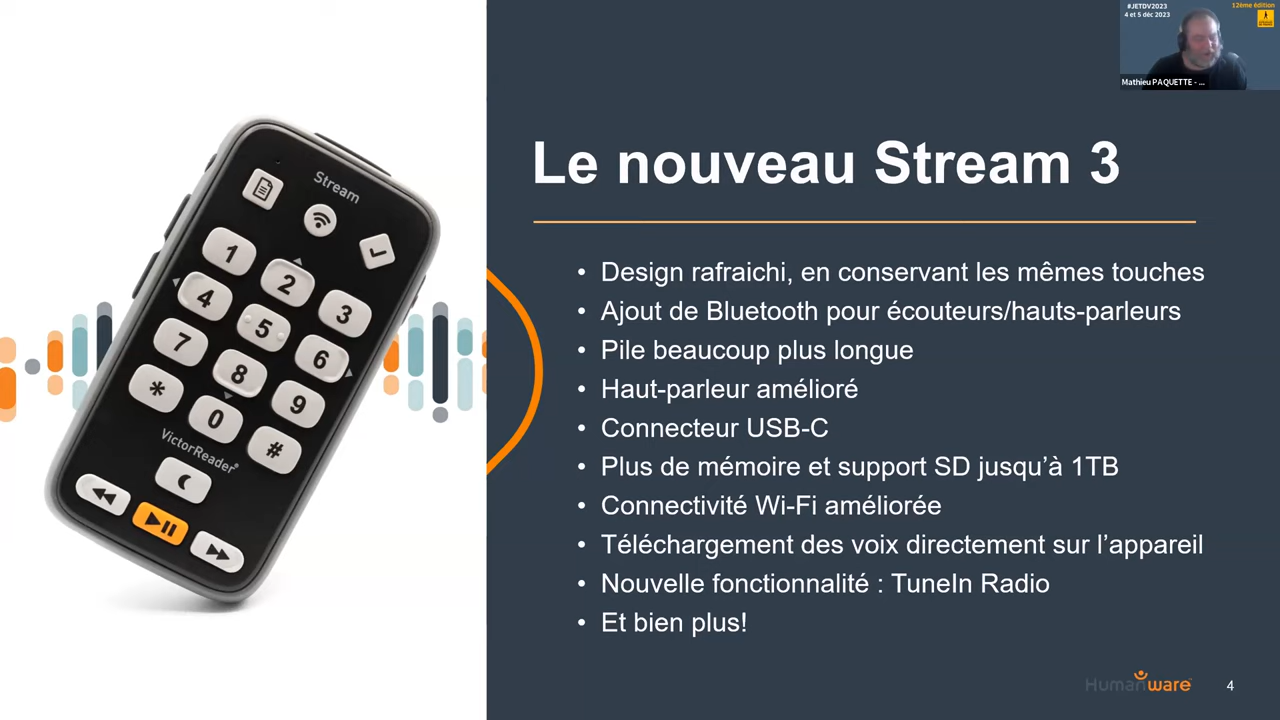 #JETDV2023
4 et 5 déc 2023
12ème édition
Mathieu PAQUETTE - ...
Le nouveau Stream 3
• Design rafraichi, en conservant les mêmes touches
• Ajout de Bluetooth pour écouteurs/hauts-parleurs
• Pile beaucoup plus longue
• Haut-parleur amélioré
• Connecteur USB-C
• Plus de mémoire et support SD jusqu’à 1TB
• Connectivité Wi-Fi améliorée
• Téléchargement des voix directement sur l’appareil
• Nouvelle fonctionnalité : TuneIn Radio
• Et bien plus!
Stream
1
2
3
4
5
6
7
8
9
*
0
#
VictorReader®
Humanware
4